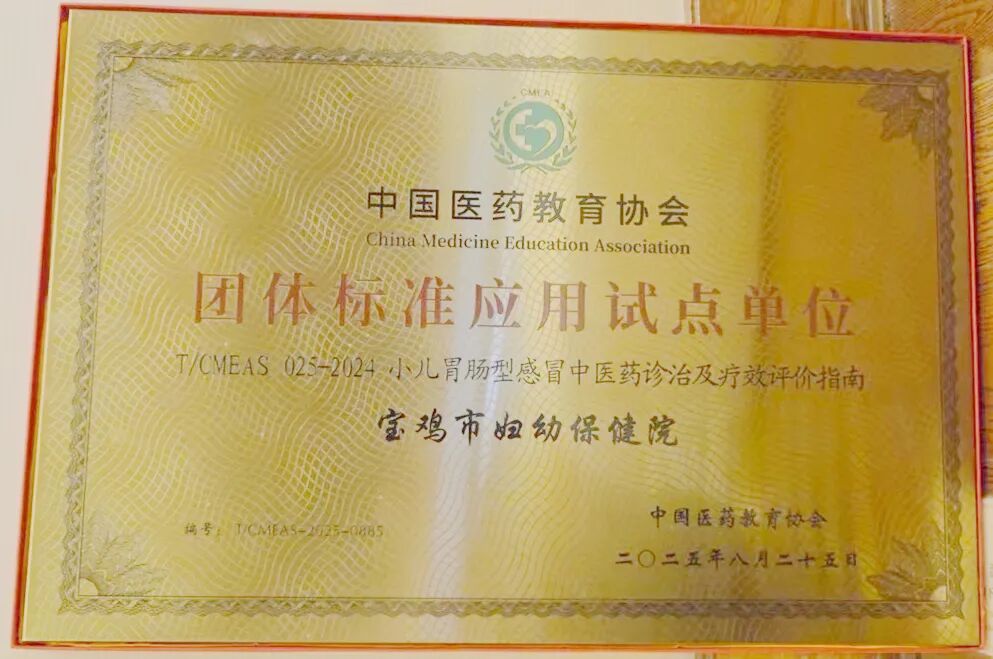 CMEA
中国医药教育协会
China Medicine Education Association
团体标准应用试点单位
T/CMEAS 025-2024 小儿胃肠型感冒中医药诊治及疗效评价指南
宝鸡市妇幼保健院
编号：T/CMEAS-2025-0885
中国医药教育协会
二〇二五年八月二十五日